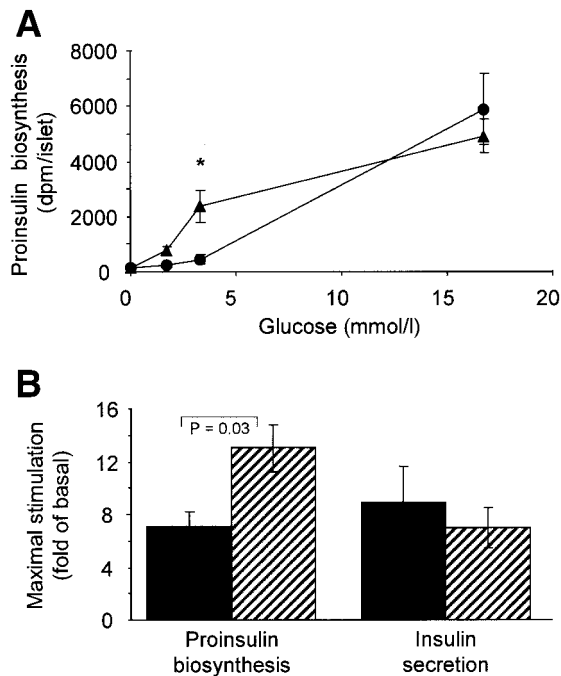 A
Proinsulin biosynthesis
(dpm/islet)
8000
6000
4000
2000
0
*
0 5 10 15 20
Glucose (mmol/l)
B
Maximal stimulation
(fold of basal)
16
12
8
4
0
P = 0.03
Proinsulin
biosynthesis
Insulin
secretion